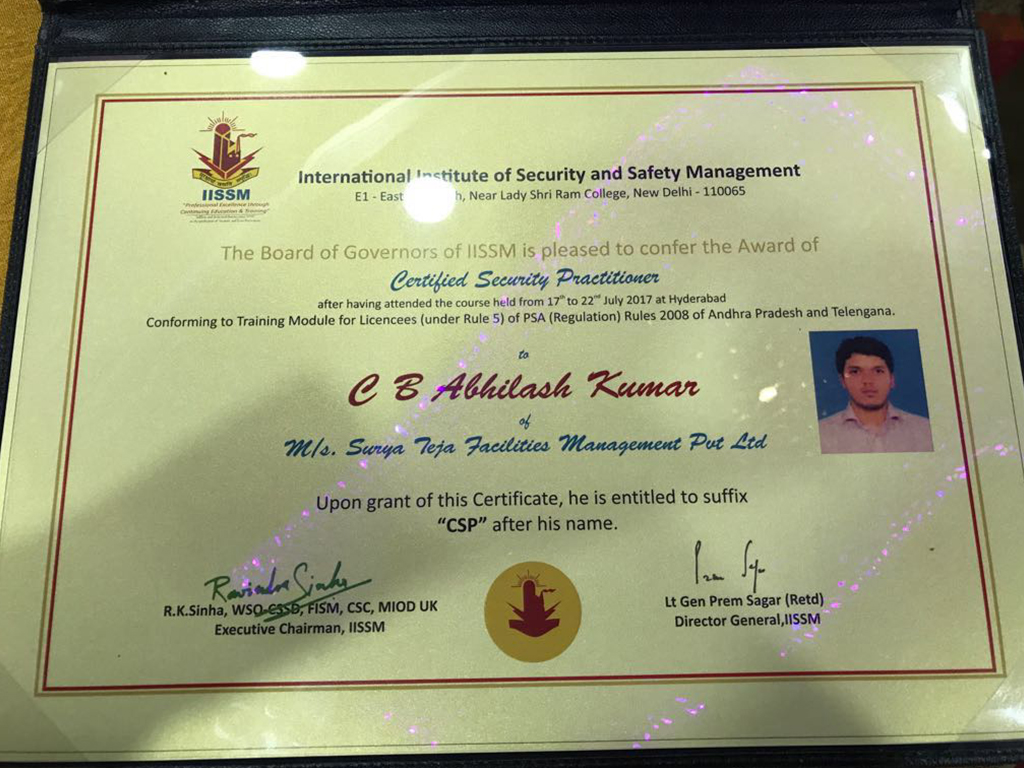 International Institute of Security and Safety Management
E1 - East h, Near Lady Shri Ram College, New Delhi - 110065
IISSM
"Professional Excellence through
Continuing Education & Training"
The Board of Governors of IISSM is pleased to confer the Award of
Certified Security Practitioner
after having attended the course held from 17th to 22nd July 2017 at Hyderabad
Conforming to Training Module for Licencees (under Rule 5) of PSA (Regulation) Rules 2008 of Andhra Pradesh and Telengana.
to
C B Abhilash Kumar
of
M/s. Surya Teja Facilities Management Pvt Ltd
Upon grant of this Certificate, he is entitled to suffix
“CSP” after his name.
Ravindra Sinha
R.K.Sinha, WSO-CSSD, FISM, CSC, MIOD UK
Executive Chairman, IISSM
Prem Sagar
Lt Gen Prem Sagar (Retd)
Director General,IISSM